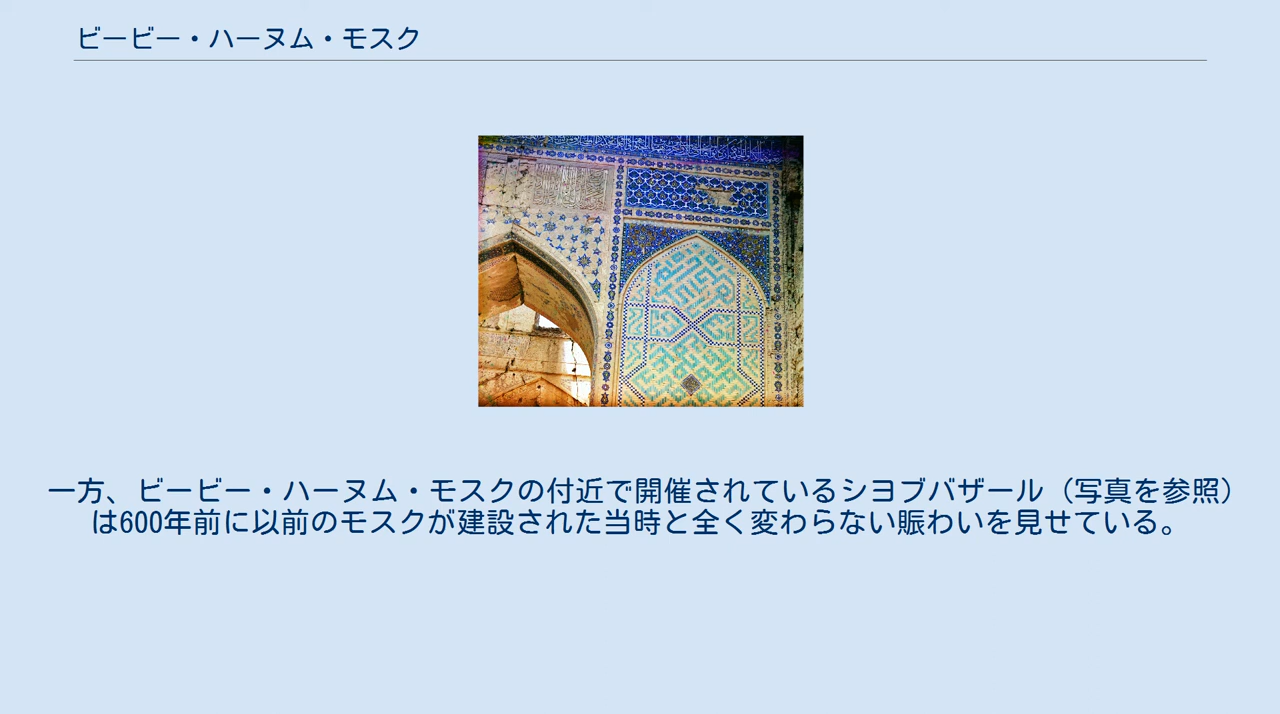 ビービー・ハーヌム・モスク
一方、ビービー・ハーヌム・モスクの付近で開催されているシヨブバザール（写真を参照）
は600年前に以前のモスクが建設された当時と全く変わらない賑わいを見せている。